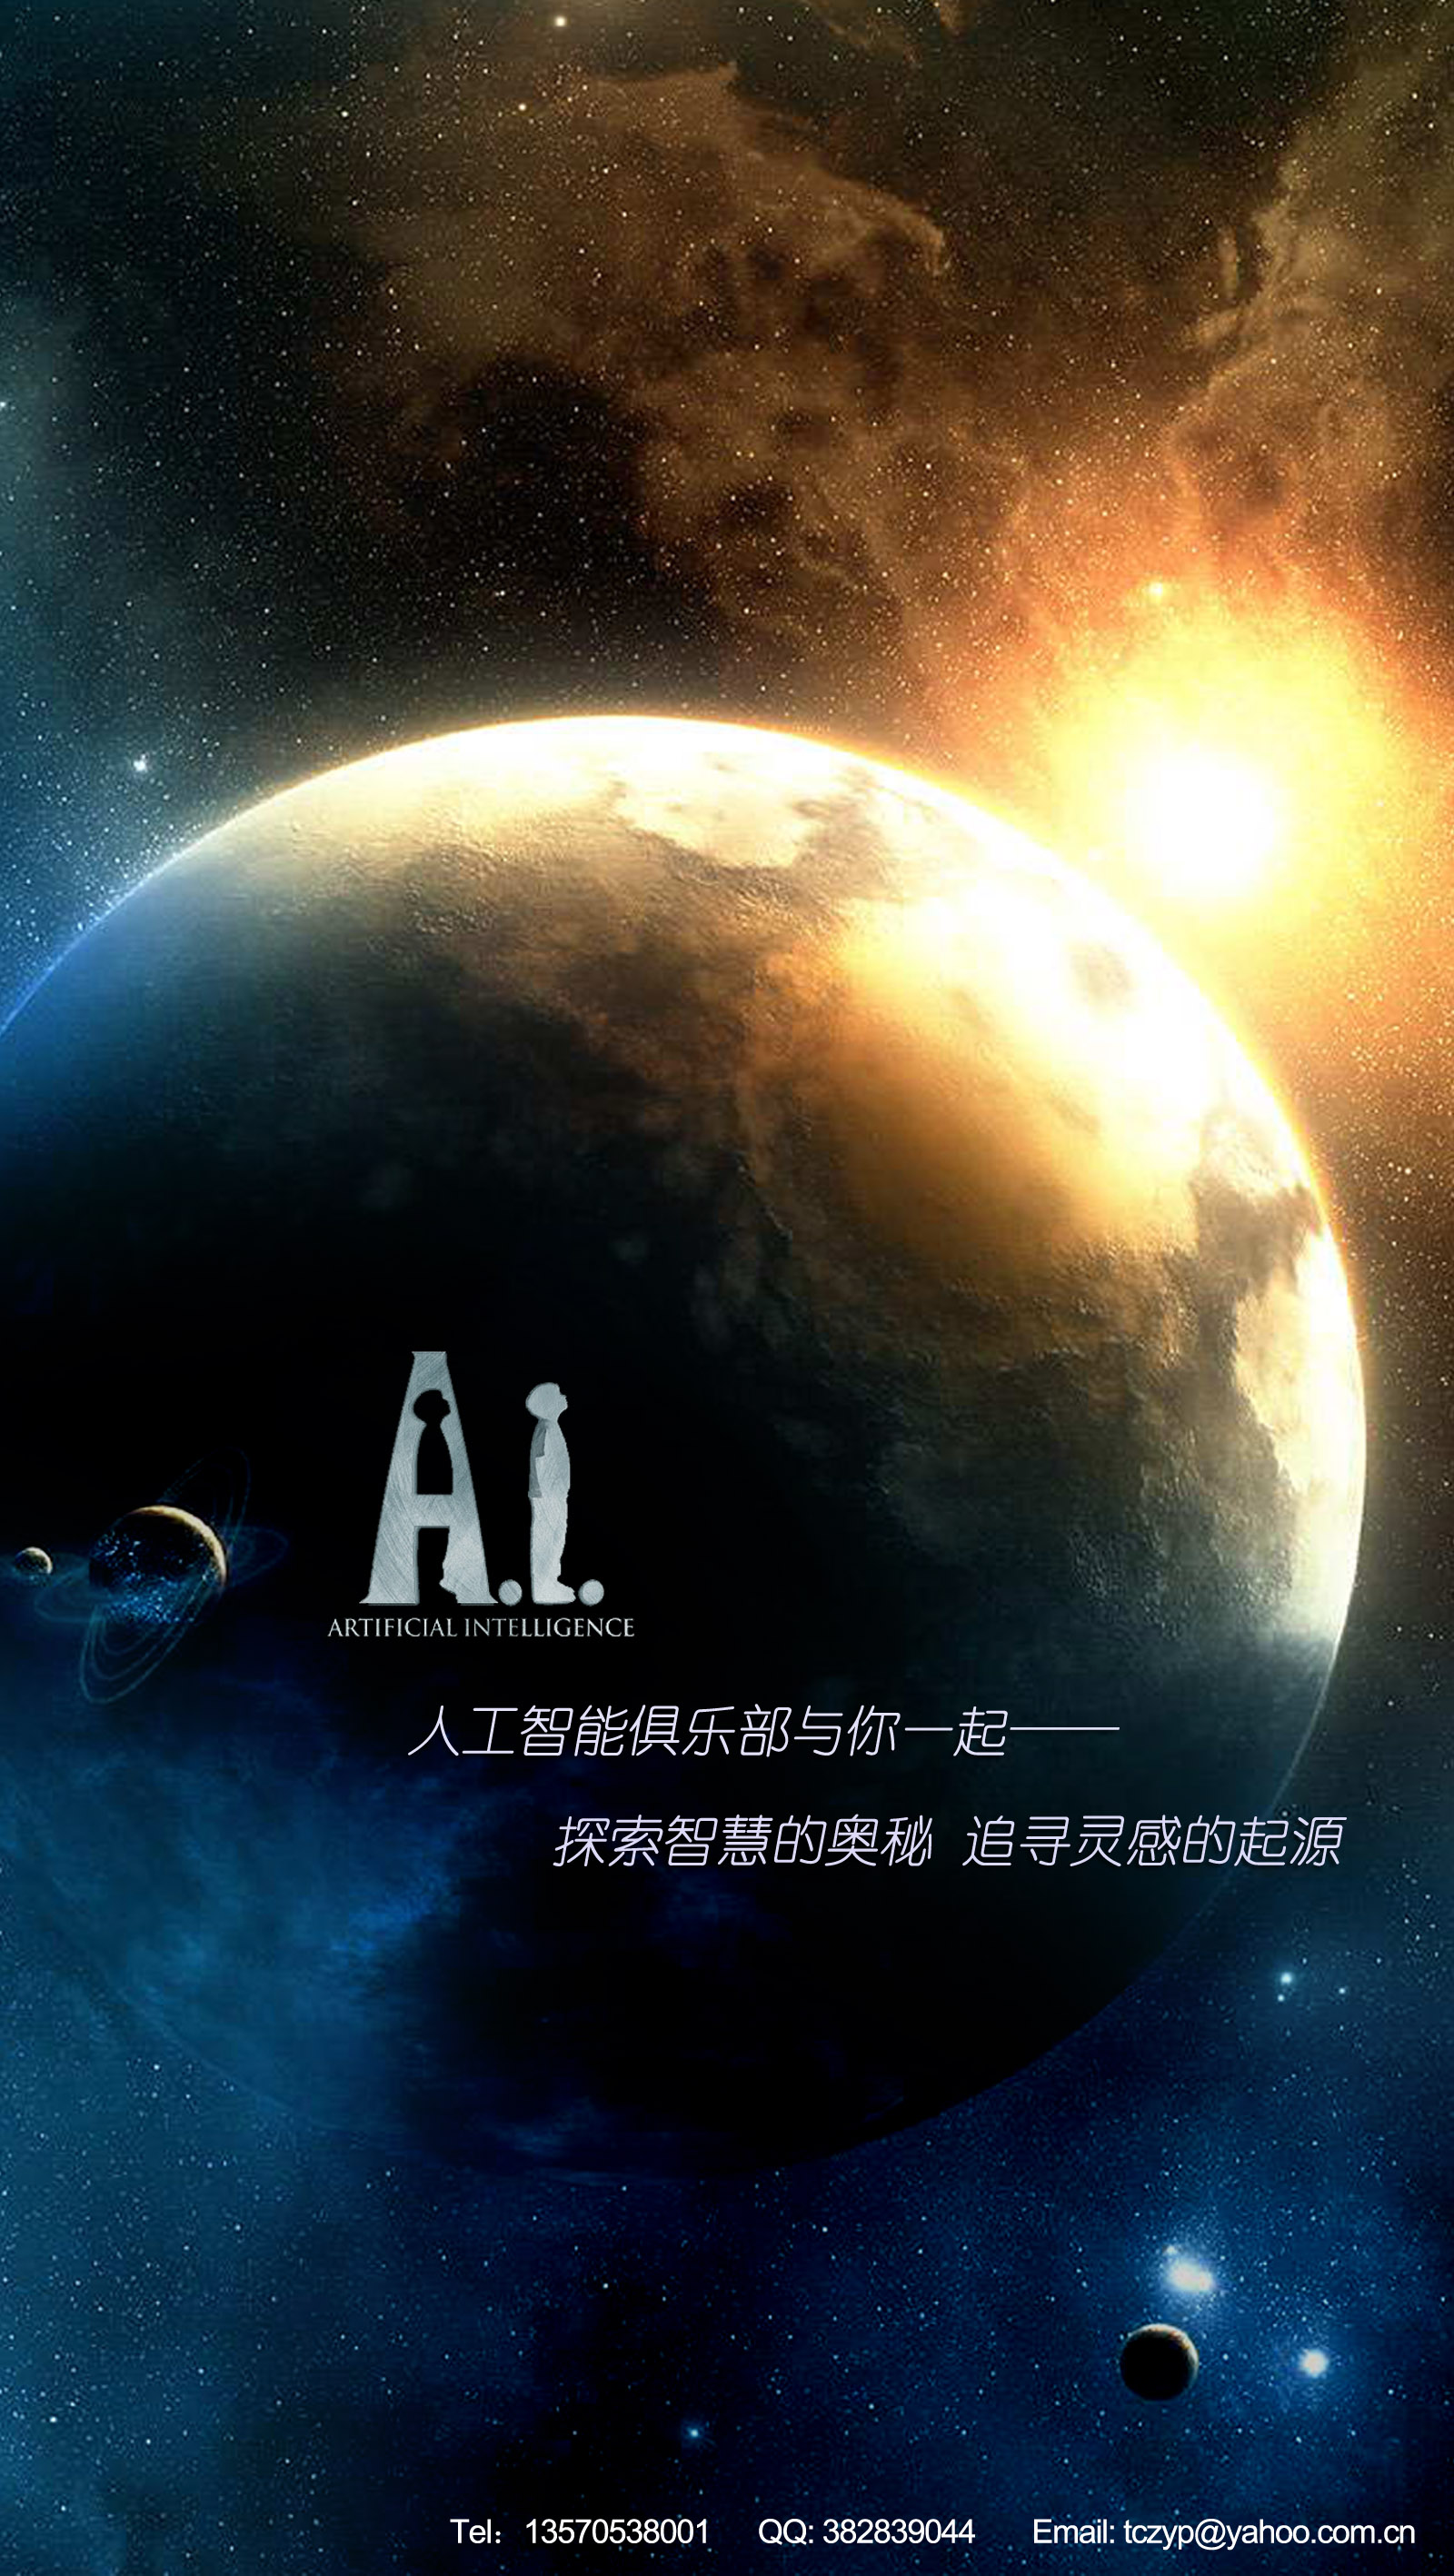 A.I.
ARTIFICIAL INTELLIGENCE
人工智能俱乐部与你一起——
探索智慧的奥秘 追寻灵感的起源
Tel：13570538001 QQ: 382839044 Email: tczyp@yahoo.com.cn